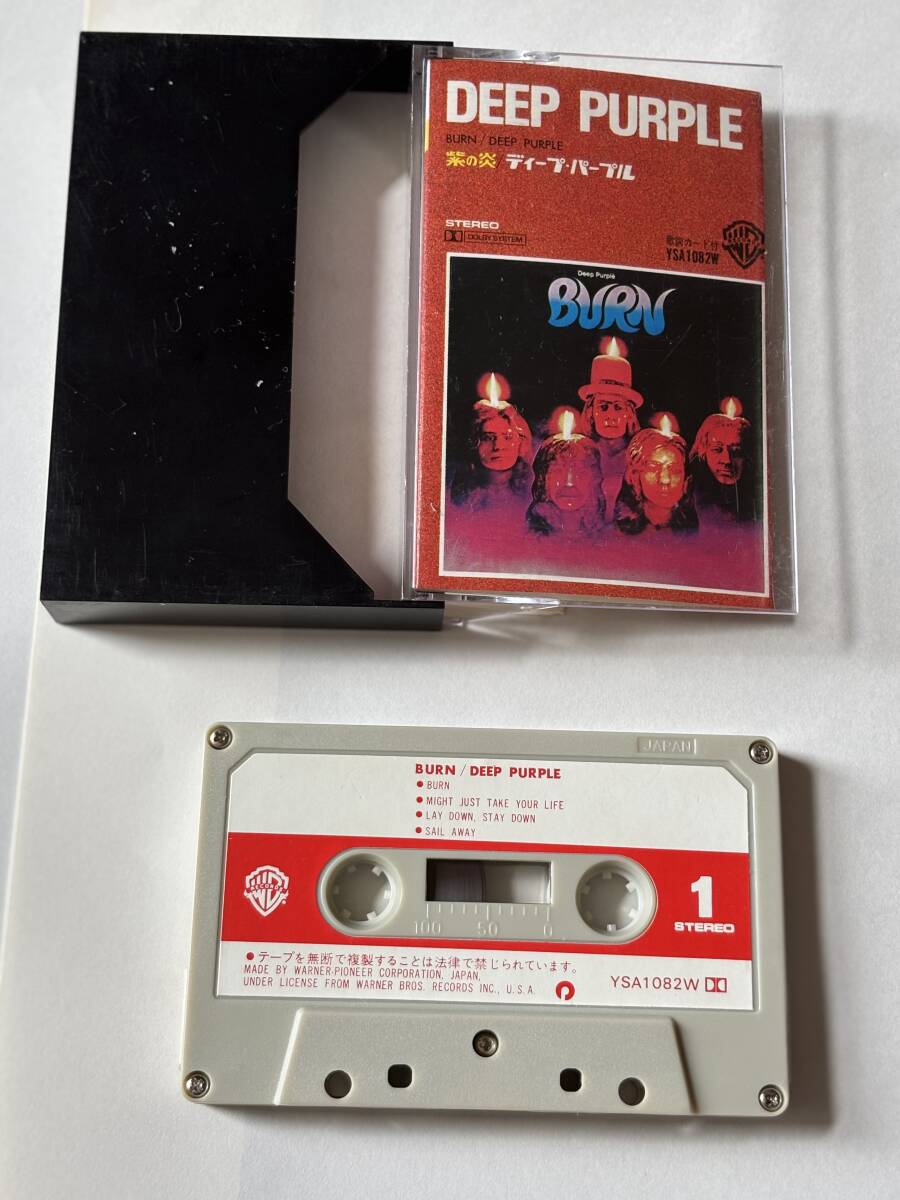 DEEP PURPLE
BURN / DEEP PURPLE
紫の炎 ディープ・パープル
STEREO
DOLBY SYSTEM
歌詞カード付
YSA1082W
RECORDS
Deep Purple
BURN
JAPAN
BURN / DEEP PURPLE
• BURN
• MIGHT JUST TAKE YOUR LIFE
• LAY DOWN, STAY DOWN
• SAIL AWAY
RECORDS
1
STEREO
100 50 0
• テープを無断で複製することは法律で禁じられています。
MADE BY WARNER-PIONEER CORPORATION, JAPAN,
UNDER LICENSE FROM WARNER BROS. RECORDS INC., U.S.A.
YSA1082W